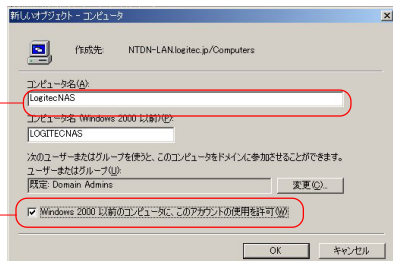 新しいオブジェクト - コンピュータ
作成先: NTDN-LAN.logitec.jp/Computers
コンピュータ名(A):
LogitecNAS
コンピュータ名 (Windows 2000 以前)(P):
LOGITECNAS
次のユーザーまたはグループを使うと、このコンピュータをドメインに参加させることができます。
ユーザーまたはグループ(U):
既定: Domain Admins
変更(C)...
Windows 2000 以前のコンピュータに、このアカウントの使用を許可(W)
OK
キャンセル